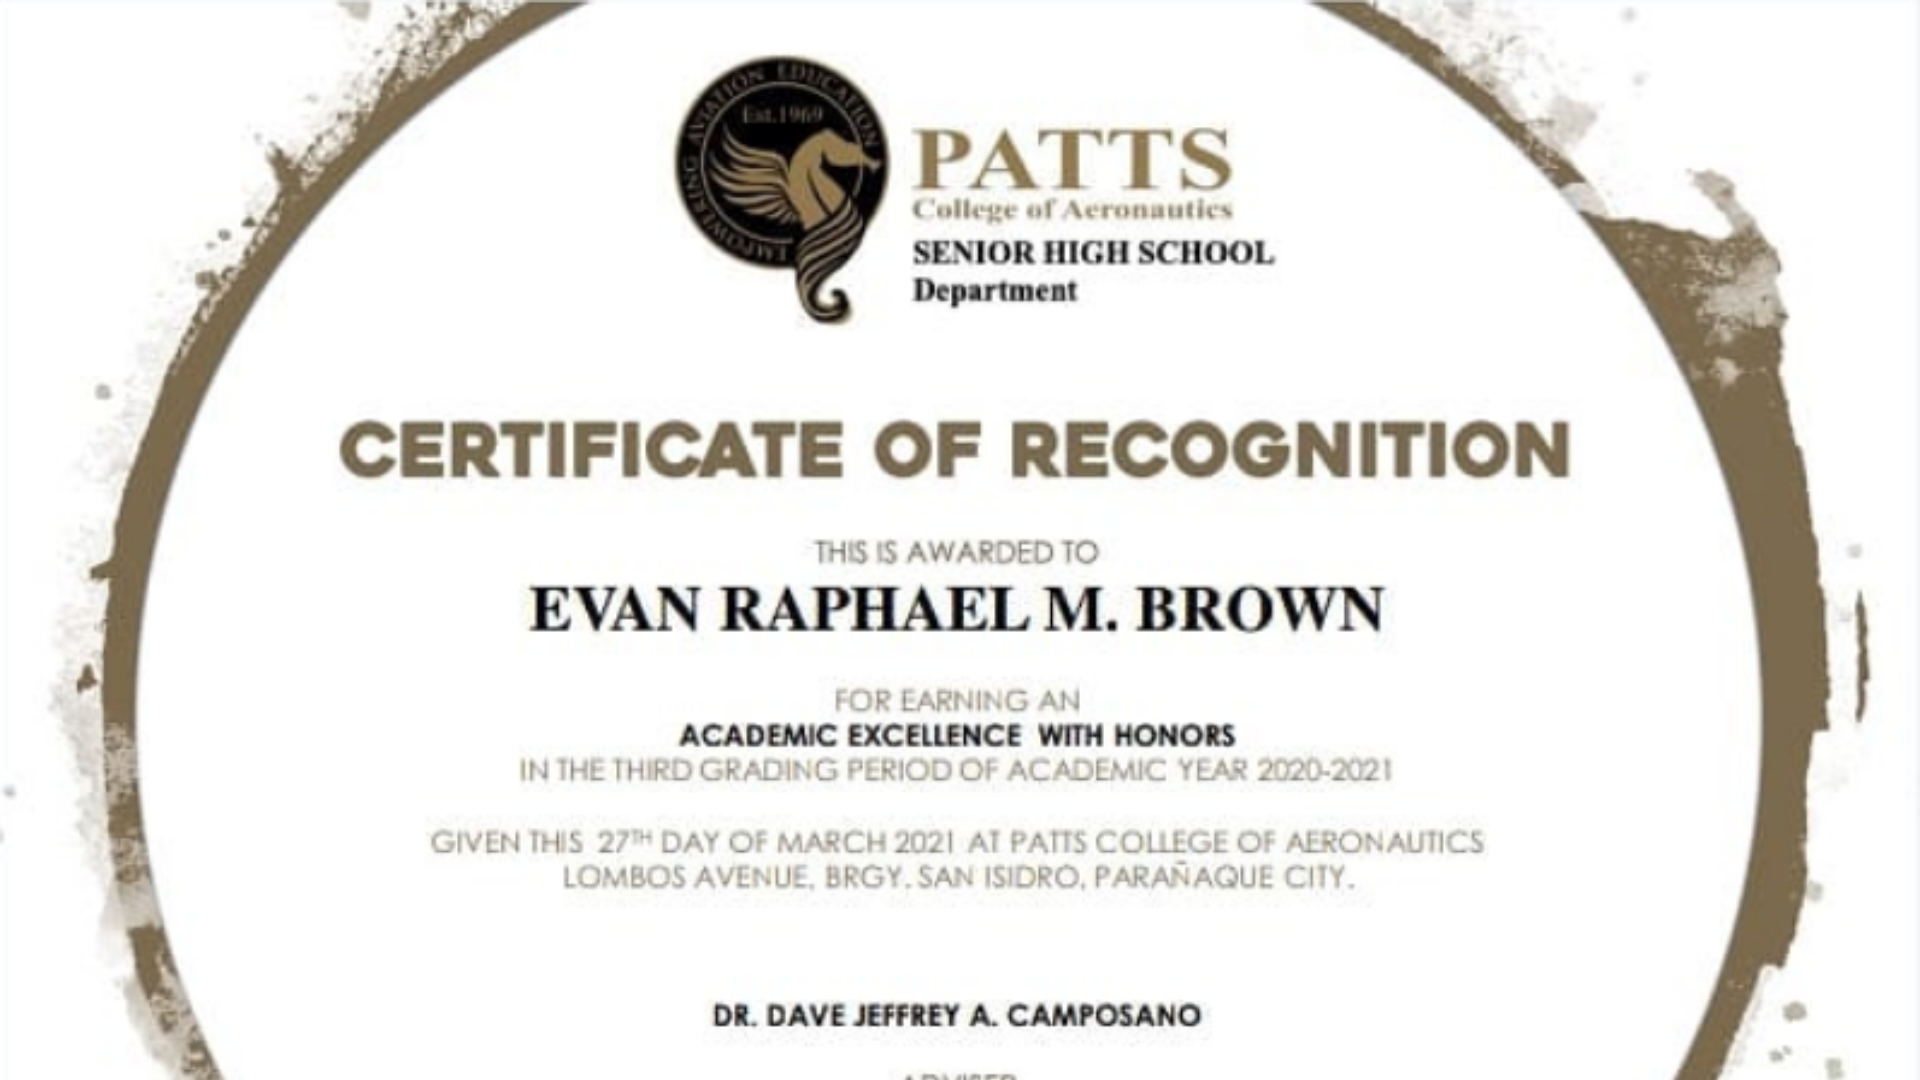 EMPOWERING AVIATION EDUCATION
Est.1969
PATTS
College of Aeronautics
SENIOR HIGH SCHOOL
Department
CERTIFICATE OF RECOGNITION
THIS IS AWARDED TO
EVAN RAPHAEL M. BROWN
FOR EARNING AN
ACADEMIC EXCELLENCE WITH HONORS
IN THE THIRD GRADING PERIOD OF ACADEMIC YEAR 2020-2021
GIVEN THIS 27TH DAY OF MARCH 2021 AT PATTS COLLEGE OF AERONAUTICS
LOMBOS AVENUE, BRGY. SAN ISIDRO, PARAÑAQUE CITY.
DR. DAVE JEFFREY A. CAMPOSANO
ADVISER